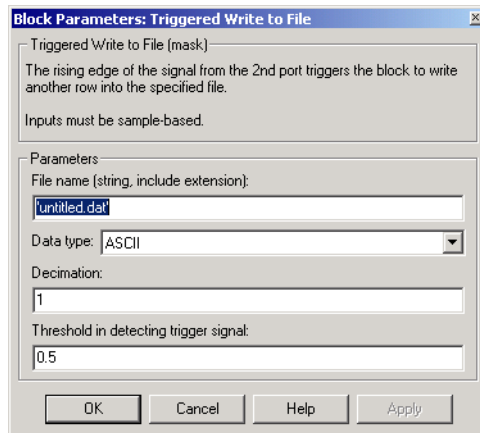 Block Parameters: Triggered Write to File
Triggered Write to File (mask)
The rising edge of the signal from the 2nd port triggers the block to write
another row into the specified file.
Inputs must be sample-based.
Parameters
File name (string, include extension):
'untitled.dat'
Data type: ASCII
Decimation:
1
Threshold in detecting trigger signal:
0.5
OK Cancel Help Apply